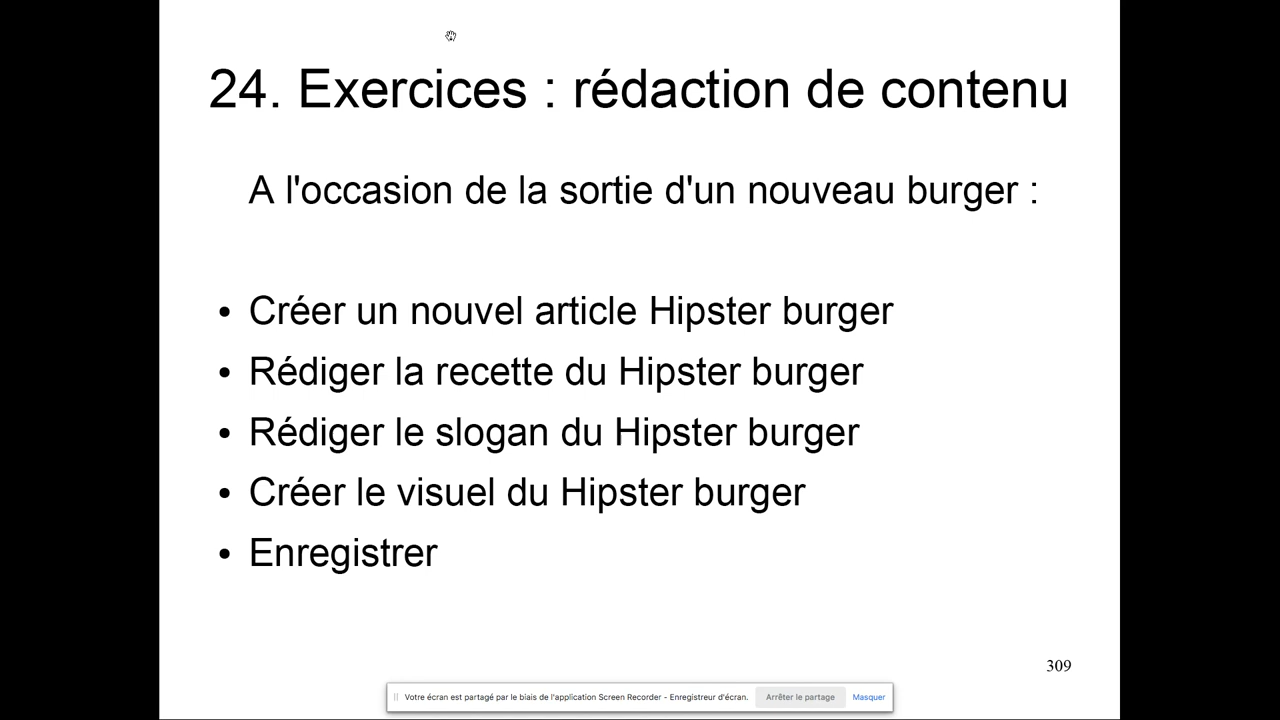 24. Exercices : rédaction de contenu
A l'occasion de la sortie d'un nouveau burger :
• Créer un nouvel article Hipster burger
• Rédiger la recette du Hipster burger
• Rédiger le slogan du Hipster burger
• Créer le visuel du Hipster burger
• Enregistrer
309
Votre écran est partagé par le biais de l'application Screen Recorder - Enregistreur d'écran. Arrêter le partage Masquer